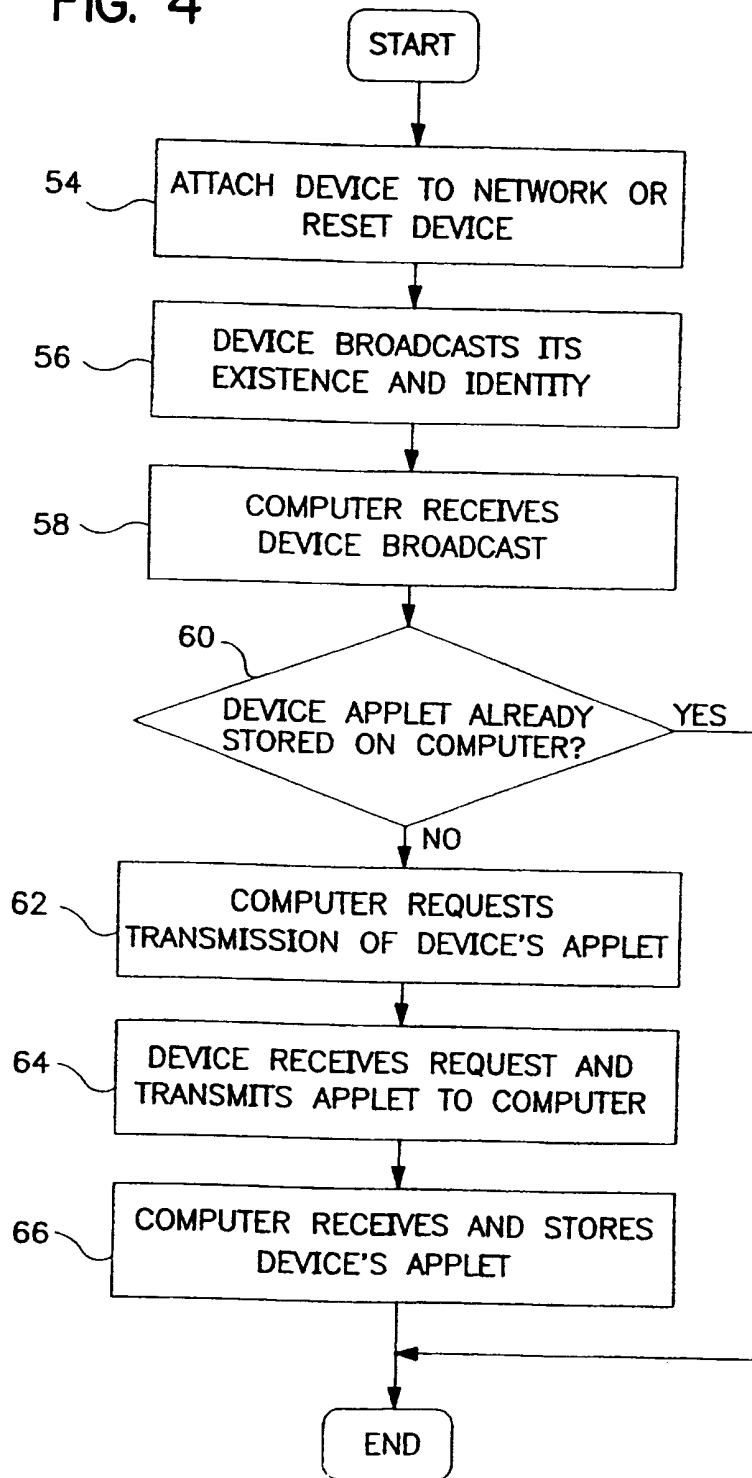 FIG. 4
START
54
ATTACH DEVICE TO NETWORK OR
RESET DEVICE
56
DEVICE BROADCASTS ITS
EXISTENCE AND IDENTITY
58
COMPUTER RECEIVES
DEVICE BROADCAST
60
DEVICE APPLET ALREADY
STORED ON COMPUTER?
YES
NO
62
COMPUTER REQUESTS
TRANSMISSION OF DEVICE'S APPLET
64
DEVICE RECEIVES REQUEST AND
TRANSMITS APPLET TO COMPUTER
66
COMPUTER RECEIVES AND STORES
DEVICE'S APPLET
END